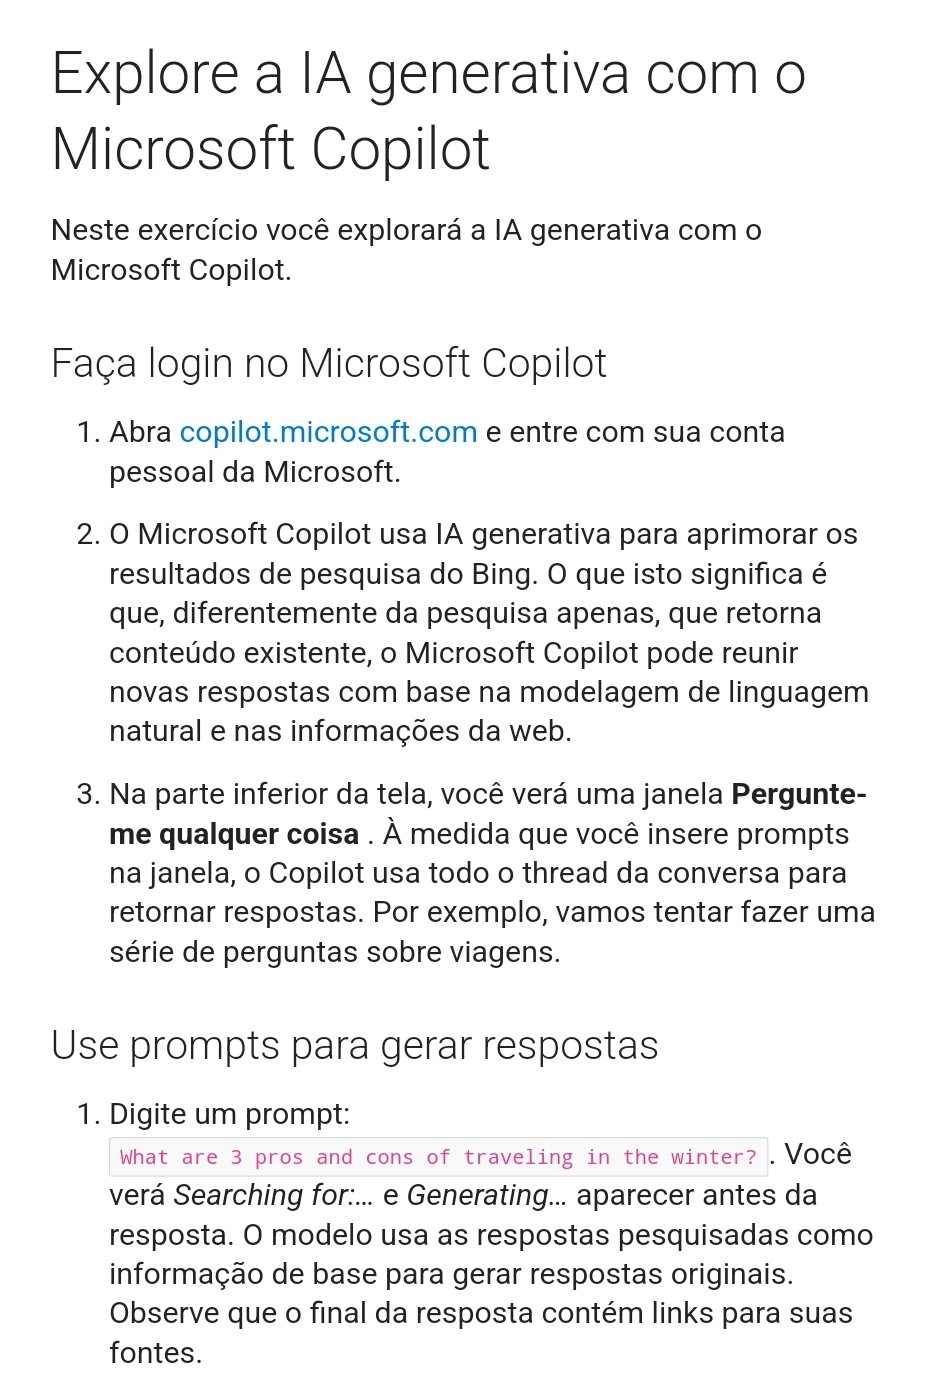 Explore a IA generativa com o
Microsoft Copilot
Neste exercício você explorará a IA generativa com o
Microsoft Copilot.
Faça login no Microsoft Copilot
1. Abra copilot.microsoft.com e entre com sua conta
pessoal da Microsoft.
2. O Microsoft Copilot usa IA generativa para aprimorar os
resultados de pesquisa do Bing. O que isto significa é
que, diferentemente da pesquisa apenas, que retorna
conteúdo existente, o Microsoft Copilot pode reunir
novas respostas com base na modelagem de linguagem
natural e nas informações da web.
3. Na parte inferior da tela, você verá uma janela Pergunte-
me qualquer coisa . À medida que você insere prompts
na janela, o Copilot usa todo o thread da conversa para
retornar respostas. Por exemplo, vamos tentar fazer uma
série de perguntas sobre viagens.
Use prompts para gerar respostas
1. Digite um prompt:
What are 3 pros and cons of traveling in the winter? . Você
verá Searching for:... e Generating... aparecer antes da
resposta. O modelo usa as respostas pesquisadas como
informação de base para gerar respostas originais.
Observe que o final da resposta contém links para suas
fontes.